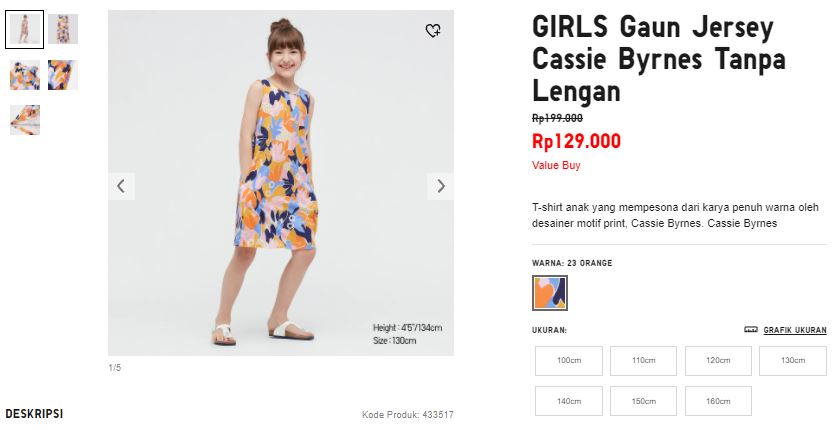 GIRLS Gaun Jersey
Cassie Byrnes Tanpa
Lengan
Rp199.000
Rp129.000
Value Buy
T-shirt anak yang mempesona dari karya penuh warna oleh
desainer motif print, Cassie Byrnes. Cassie Byrnes
WARNA: 23 ORANGE
UKURAN:
GRAFIK UKURAN
100cm
110cm
120cm
130cm
140cm
150cm
160cm
Height : 4'5"/134cm
Size : 130cm
1/5
DESKRIPSI
Kode Produk: 433517